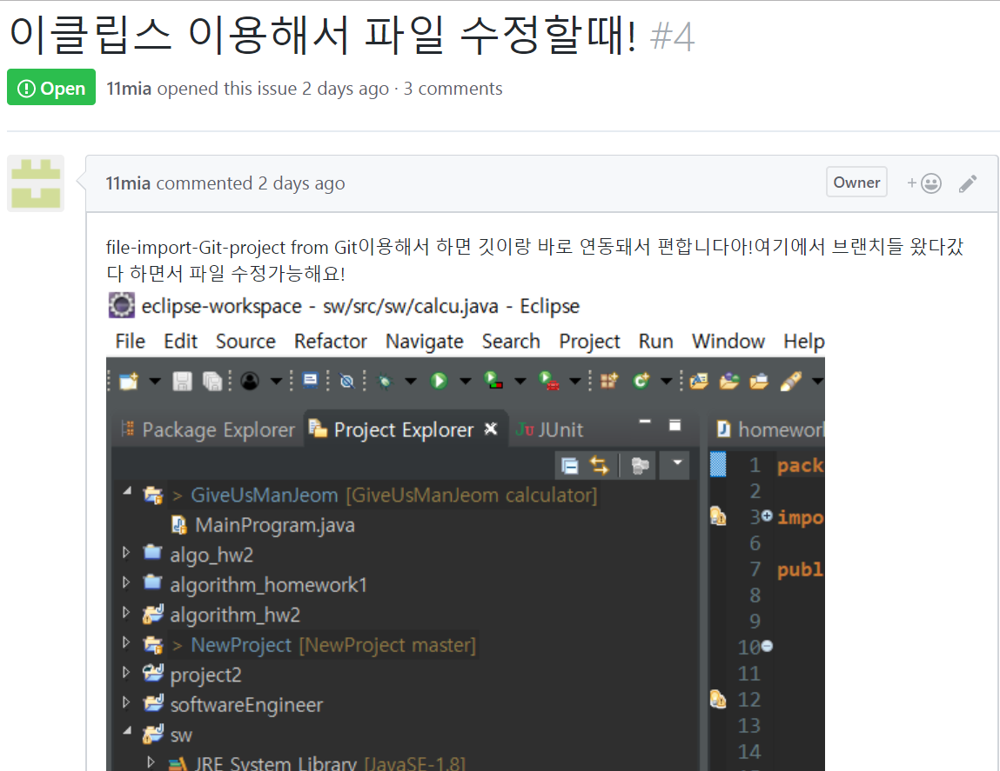 이클립스 이용해서 파일 수정할때! #4
Open 11mia opened this issue 2 days ago · 3 comments
11mia commented 2 days ago Owner
file-import-Git-project from Git이용해서 하면 깃이랑 바로 연동돼서 편합니다아!여기에서 브랜치들 왔다갔
다 하면서 파일 수정가능해요!
eclipse-workspace - sw/src/sw/calcu.java - Eclipse
File Edit Source Refactor Navigate Search Project Run Window Help
Package Explorer Project Explorer JUnit homework
1 pack
> GiveUsManJeom [GiveUsManJeom calculator] 2
MainProgram.java 3 impo
algo_hw2 6
algorithm_homework1 7 publ
algorithm_hw2 8
9
> NewProject [NewProject master] 10
project2 11
softwareEngineer 12
sw 13
JRE System Library [JavaSE-1.8] 14